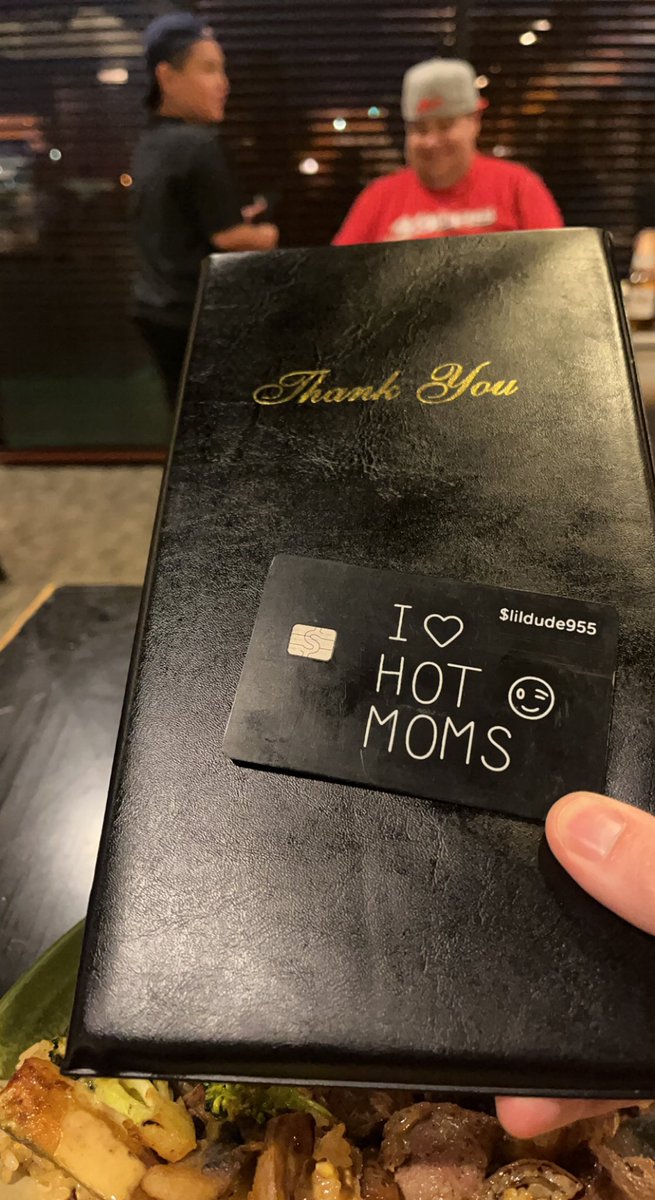 Thank You
$lildude955
I ♡
HOT 😉
MOMS